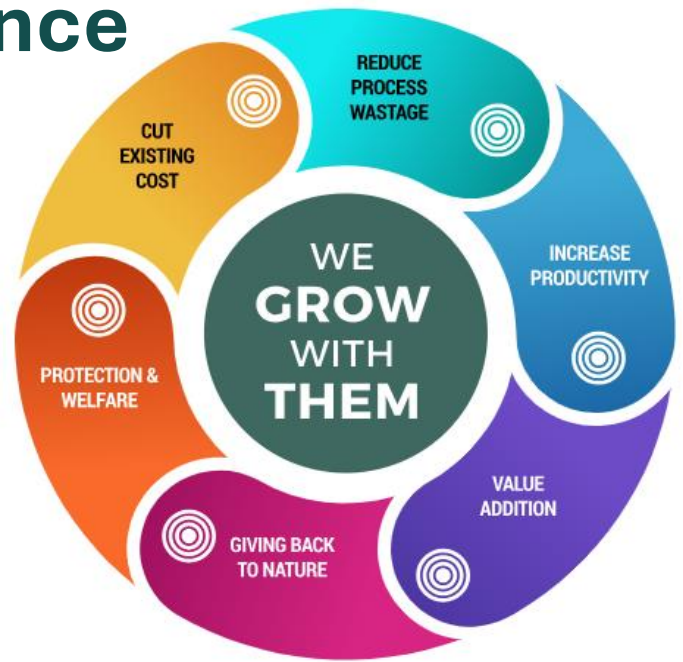 nce
REDUCE
PROCESS
WASTAGE
CUT
EXISTING
COST
INCREASE
PRODUCTIVITY
WE
GROW
WITH
THEM
PROTECTION &
WELFARE
VALUE
ADDITION
GIVING BACK
TO NATURE